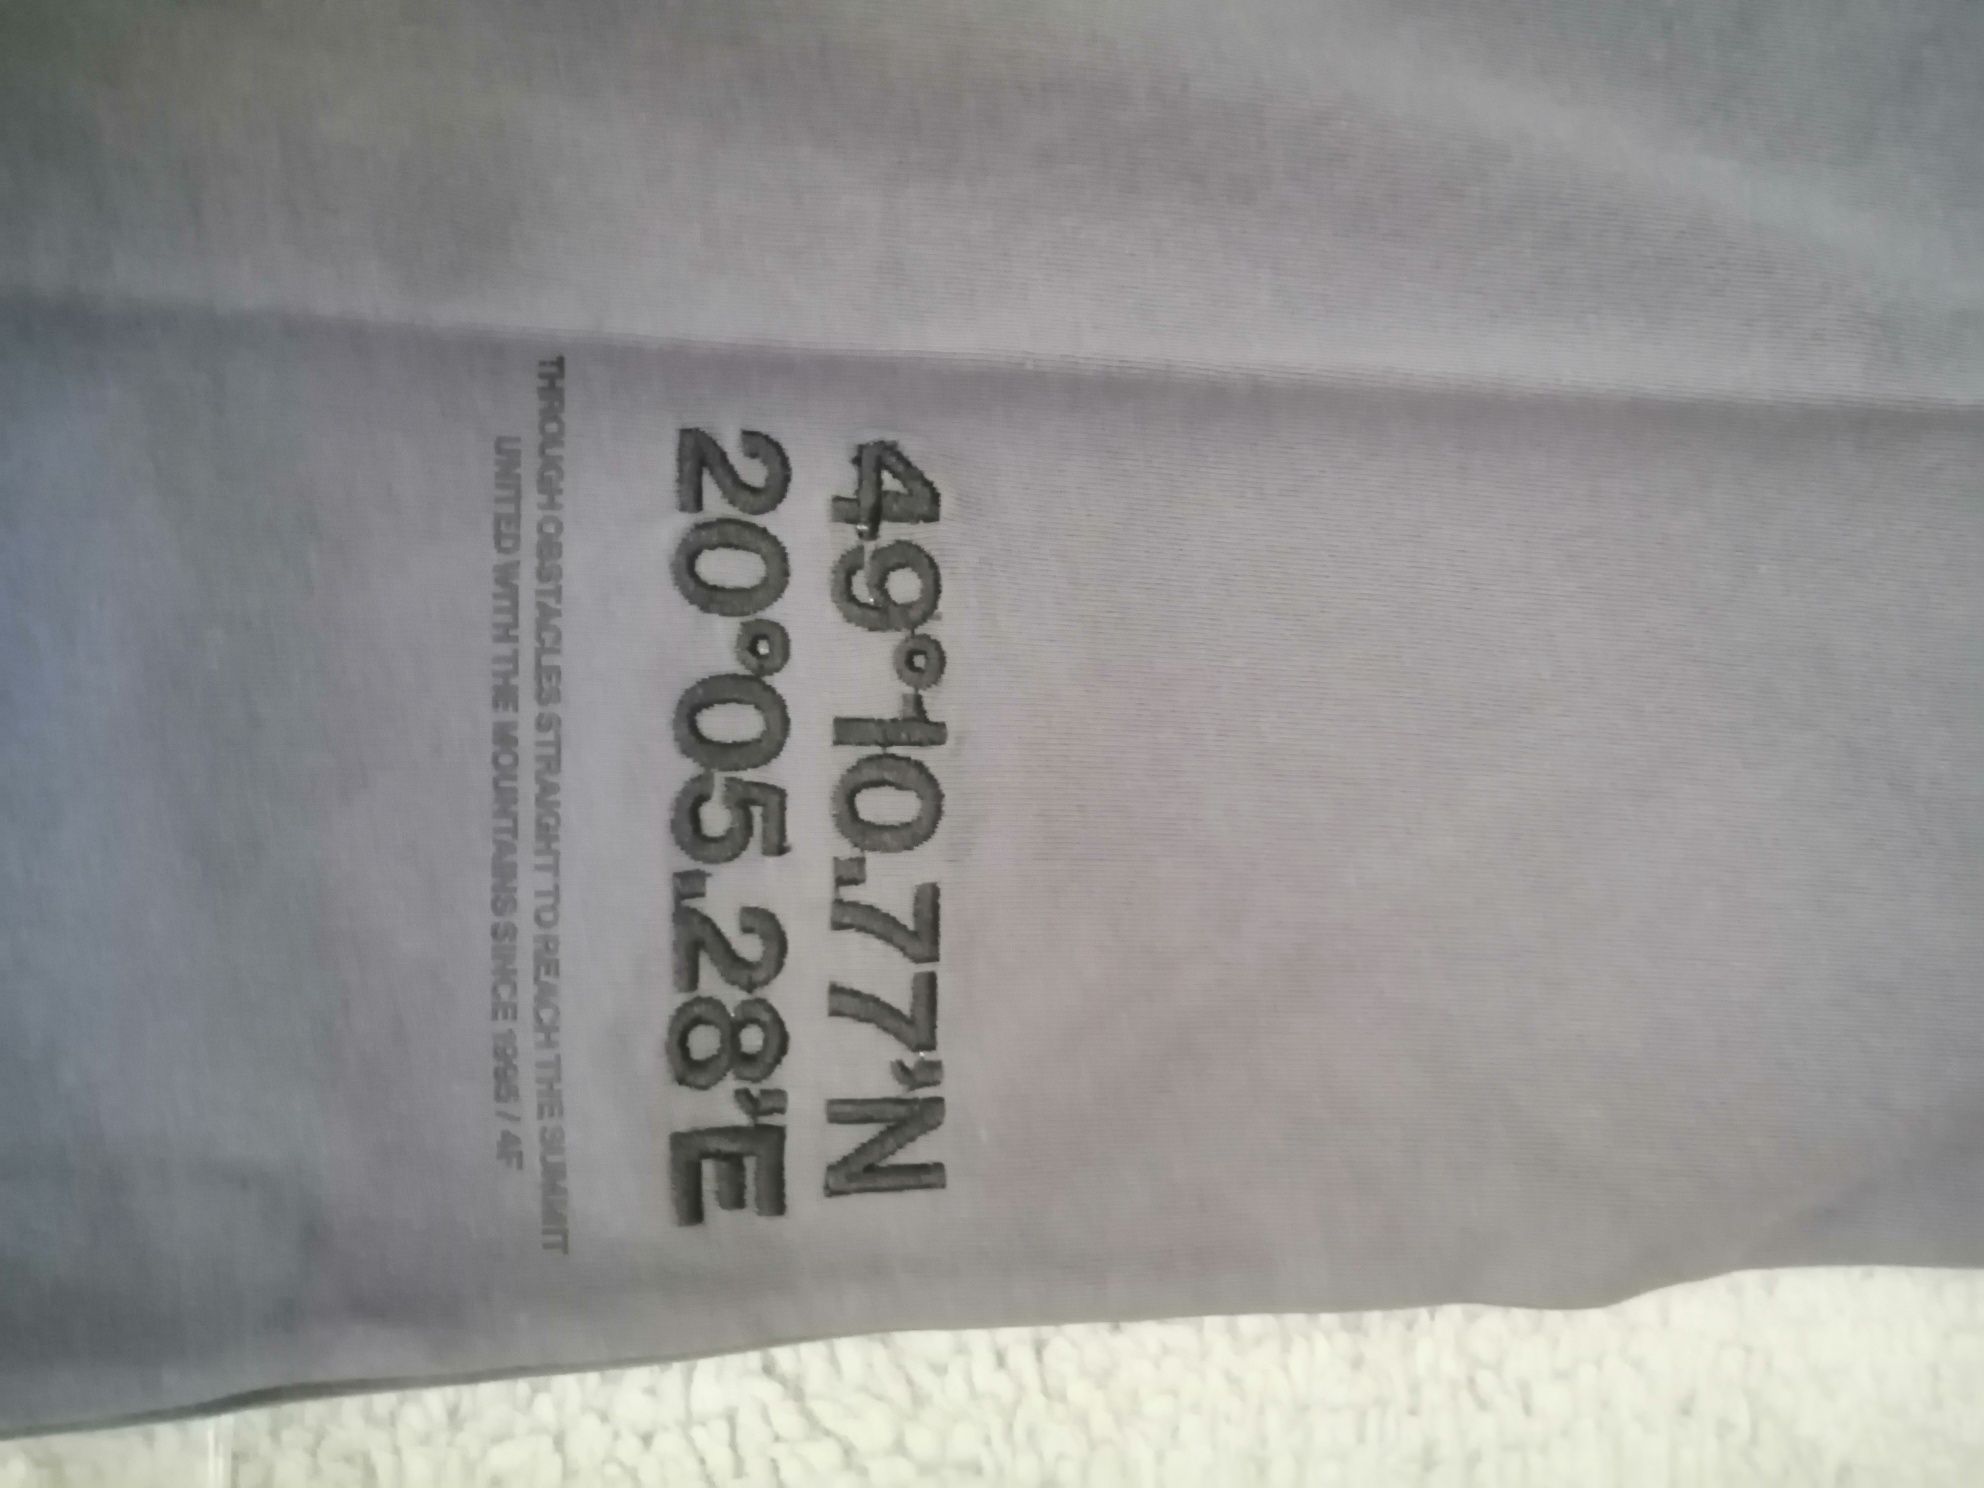 49°10.77'N
20°05.28'E
THROUGH OBSTACLES STRAIGHT TO REACH THE SUMMIT
UNITED WITH THE MOUNTAINS SINCE 1995 / 4F